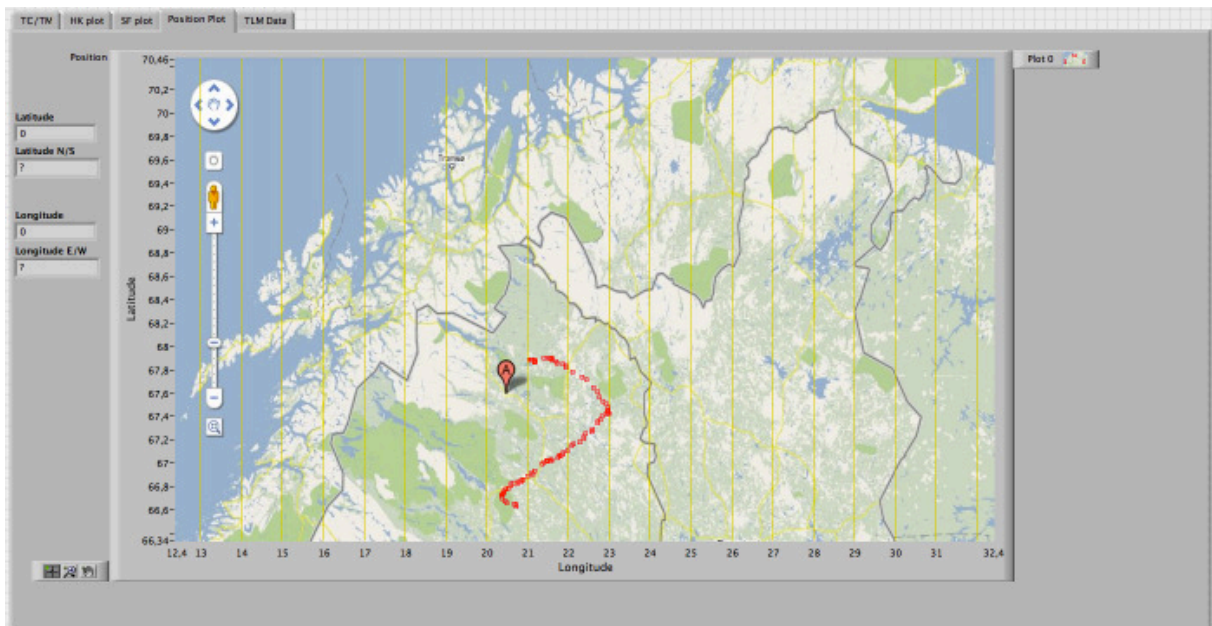 TC/TM HK plot SF plot Position Plot TLM Data
Position
Plot 0
Latitude
0
Latitude N/S
?
Longitude
0
Longitude E/W
?
Latitude
70,46
70,2
70
69,8
69,6
69,4
69,2
69
68,8
68,6
68,4
68,2
68
67,8
67,6
67,4
67,2
67
66,8
66,6
66,34
A
12,4 13 14 15 16 17 18 19 20 21 22 23 24 25 26 27 28 29 30 31 32,4
Longitude